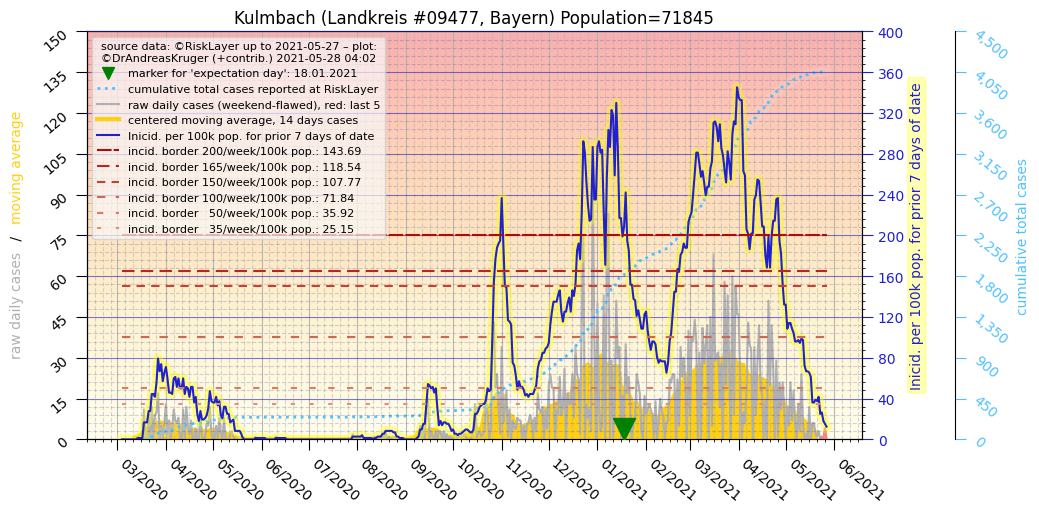 Kulmbach (Landkreis #09477, Bayern) Population=71845
source data: ©RiskLayer up to 2021-05-27 – plot:
©DrAndreasKruger (+contrib.) 2021-05-28 04:02
marker for 'expectation day': 18.01.2021
cumulative total cases reported at RiskLayer
raw daily cases (weekend-flawed), red: last 5
centered moving average, 14 days cases
Inicid. per 100k pop. for prior 7 days of date
incid. border 200/week/100k pop.: 143.69
incid. border 165/week/100k pop.: 118.54
incid. border 150/week/100k pop.: 107.77
incid. border 100/week/100k pop.: 71.84
incid. border   50/week/100k pop.: 35.92
incid. border   35/week/100k pop.: 25.15
raw daily cases / moving average
150
135
120
105
90
75
60
45
30
15
0
400
360
320
280
240
200
160
120
80
40
0
Inicid. per 100k pop. for prior 7 days of date
4,500
4,050
3,600
3,150
2,700
2,250
1,800
1,350
900
450
0
cumulative total cases
03/2020
04/2020
05/2020
06/2020
07/2020
08/2020
09/2020
10/2020
11/2020
12/2020
01/2021
02/2021
03/2021
04/2021
05/2021
06/2021